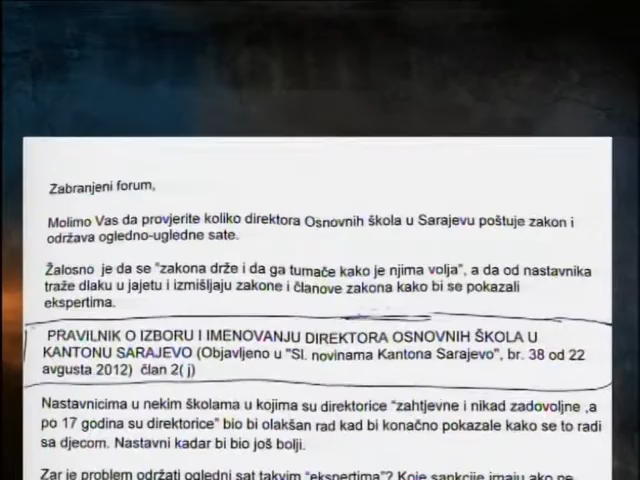 Zabranjeni forum,
Molimo Vas da provjerite koliko direktora Osnovnih škola u Sarajevu poštuje zakon i
održava ogledno-ugledne sate.
Žalosno je da se "zakona drže i da ga tumače kako je njima volja", a da od nastavnika
traže dlaku u jajetu i izmišljaju zakone i članove zakona kako bi se pokazali
ekspertima.
PRAVILNIK O IZBORU I IMENOVANJU DIREKTORA OSNOVNIH ŠKOLA U
KANTONU SARAJEVO (Objavljeno u "Sl. novinama Kantona Sarajevo", br. 38 od 22
avgusta 2012) član 2( j)
Nastavnicima u nekim školama u kojima su direktorice "zahtjevne i nikad zadovoljne ,a
po 17 godina su direktorice" bio bi olakšan rad kad bi konačno pokazale kako se to radi
sa djecom. Nastavni kadar bi bio još bolji.
Zar je problem održati ogledni sat takvim "ekspertima"? Koje sankcije imaju ako ne